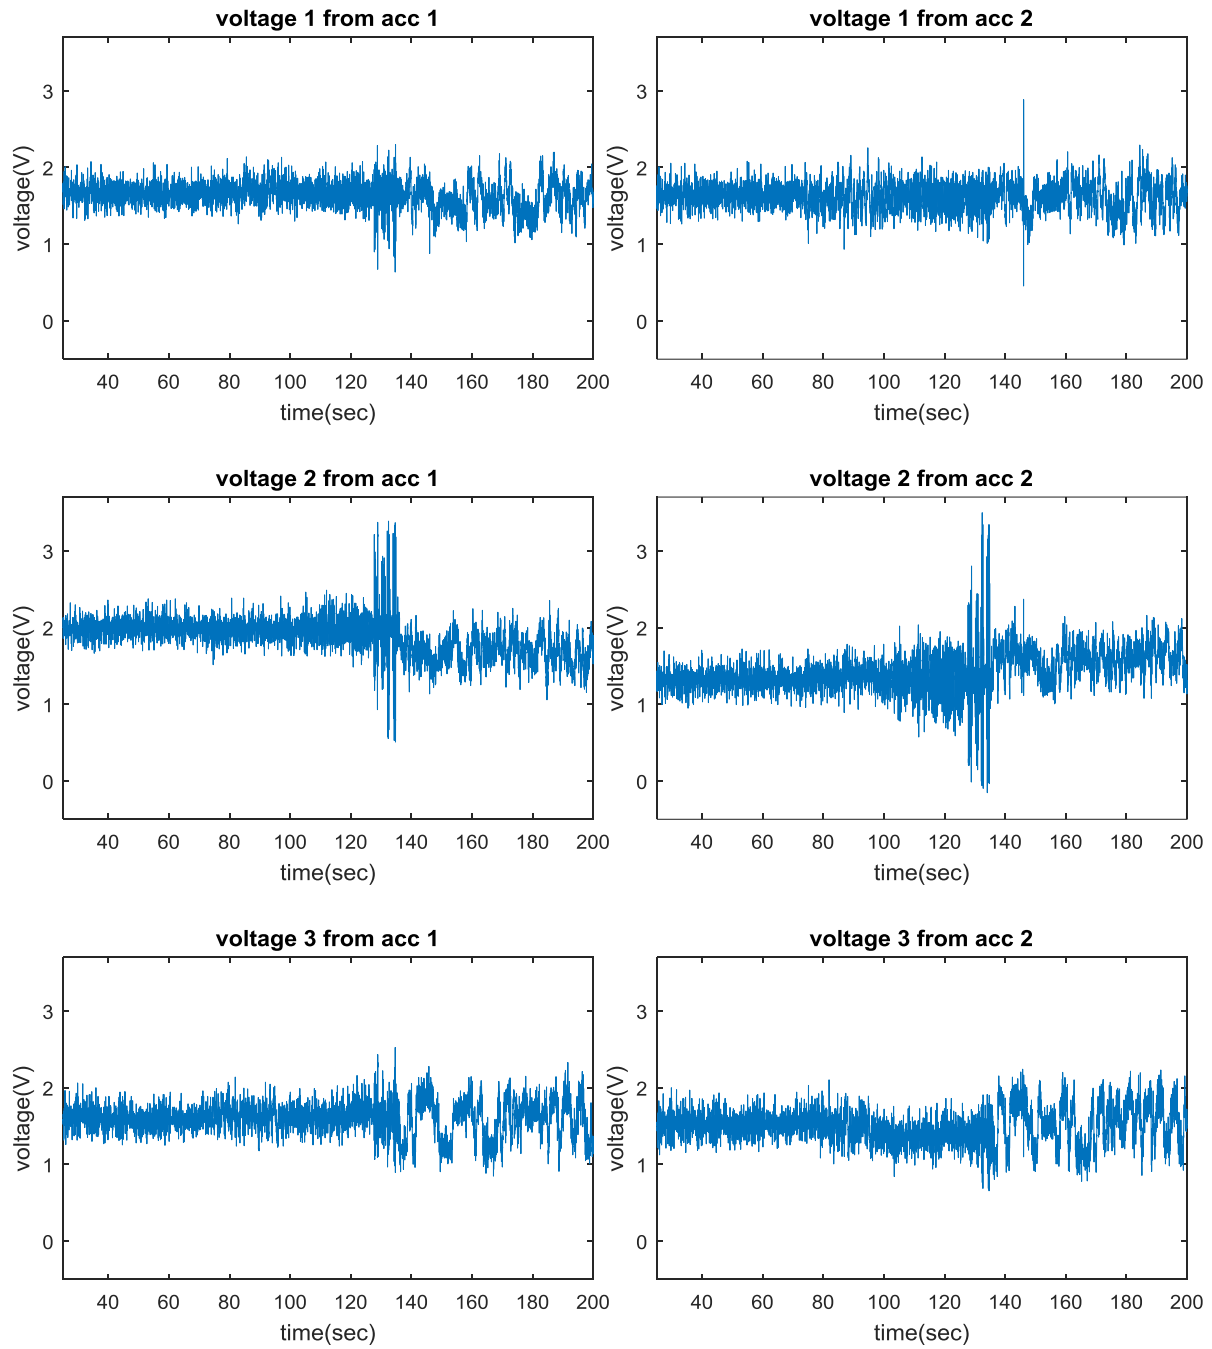 voltage 1 from acc 1
voltage(V)
3
2
1
0
40 60 80 100 120 140 160 180 200
time(sec)
voltage 1 from acc 2
voltage(V)
3
2
1
0
40 60 80 100 120 140 160 180 200
time(sec)
voltage 2 from acc 1
voltage(V)
3
2
1
0
40 60 80 100 120 140 160 180 200
time(sec)
voltage 2 from acc 2
voltage(V)
3
2
1
0
40 60 80 100 120 140 160 180 200
time(sec)
voltage 3 from acc 1
voltage(V)
3
2
1
0
40 60 80 100 120 140 160 180 200
time(sec)
voltage 3 from acc 2
voltage(V)
3
2
1
0
40 60 80 100 120 140 160 180 200
time(sec)